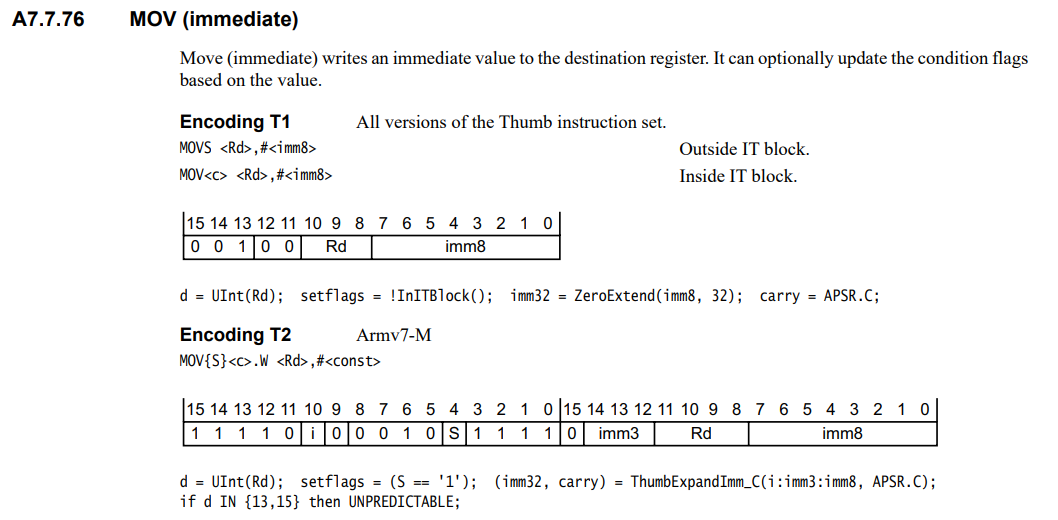 A7.7.76 MOV (immediate)
Move (immediate) writes an immediate value to the destination register. It can optionally update the condition flags
based on the value.
Encoding T1 All versions of the Thumb instruction set.
MOVS <Rd>,#<imm8> Outside IT block.
MOV<c> <Rd>,#<imm8> Inside IT block.
15 14 13 12 11 10 9 8 7 6 5 4 3 2 1 0
0 0 1 0 0 Rd imm8
d = UInt(Rd); setflags = !InITBlock(); imm32 = ZeroExtend(imm8, 32); carry = APSR.C;
Encoding T2 Armv7-M
MOV{S}<c>.W <Rd>,#<const>
15 14 13 12 11 10 9 8 7 6 5 4 3 2 1 0 15 14 13 12 11 10 9 8 7 6 5 4 3 2 1 0
1 1 1 1 0 i 0 0 0 1 0 S 1 1 1 1 0 imm3 Rd imm8
d = UInt(Rd); setflags = (S == '1'); (imm32, carry) = ThumbExpandImm_C(i:imm3:imm8, APSR.C);
if d IN {13,15} then UNPREDICTABLE;